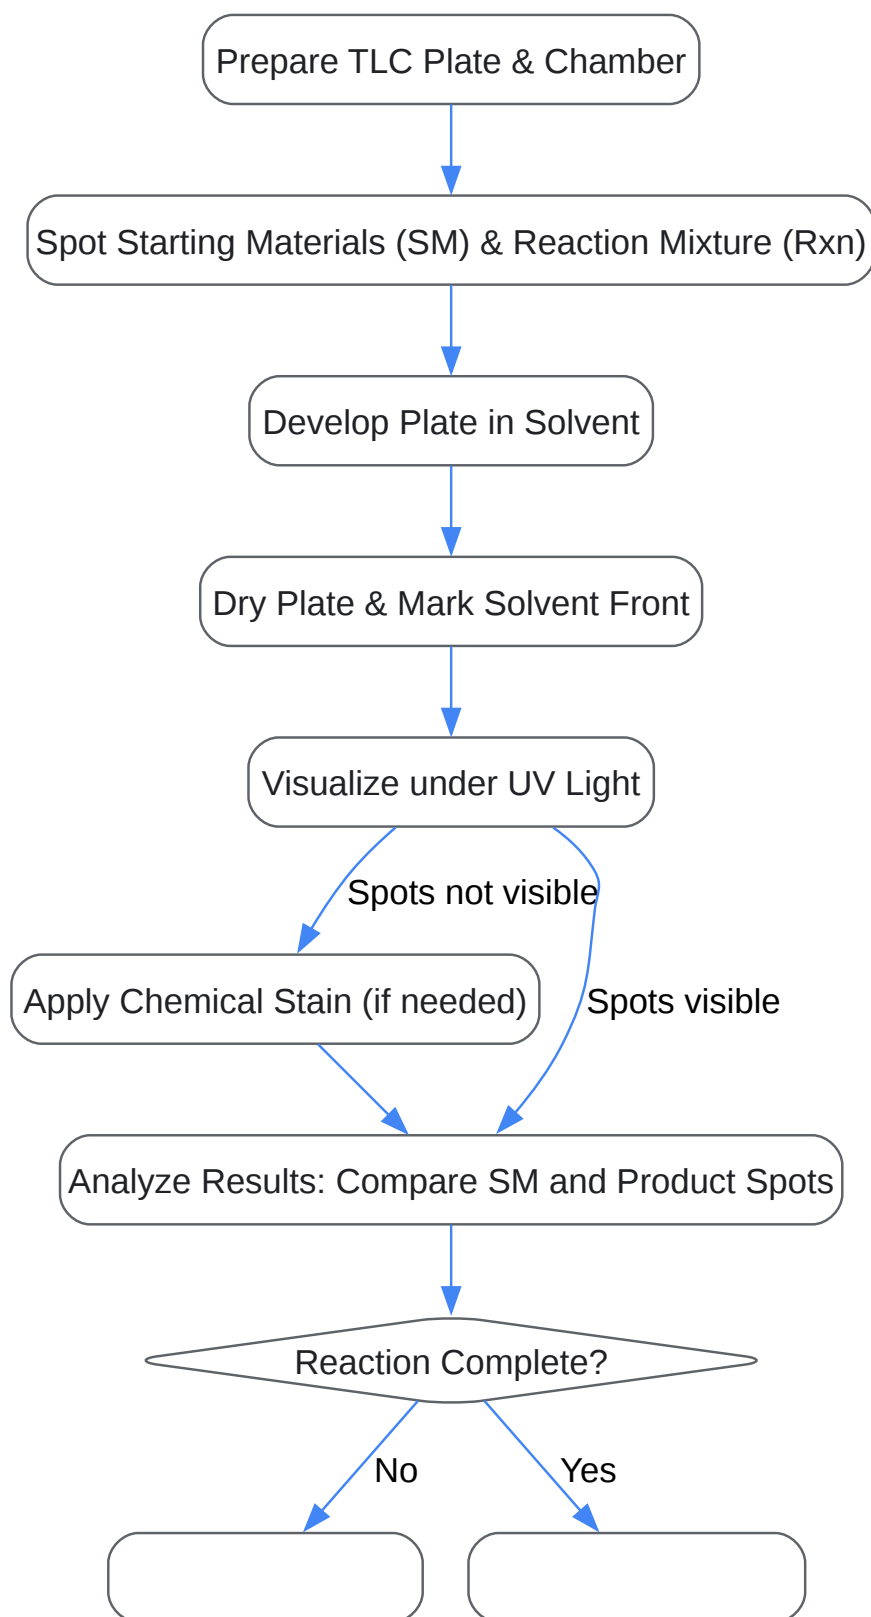 Prepare TLC Plate & Chamber
Spot Starting Materials (SM) & Reaction Mixture (Rxn)
Develop Plate in Solvent
Dry Plate & Mark Solvent Front
Visualize under UV Light
Spots not visible
Apply Chemical Stain (if needed)
Spots visible
Analyze Results: Compare SM and Product Spots
Reaction Complete?
No
Yes